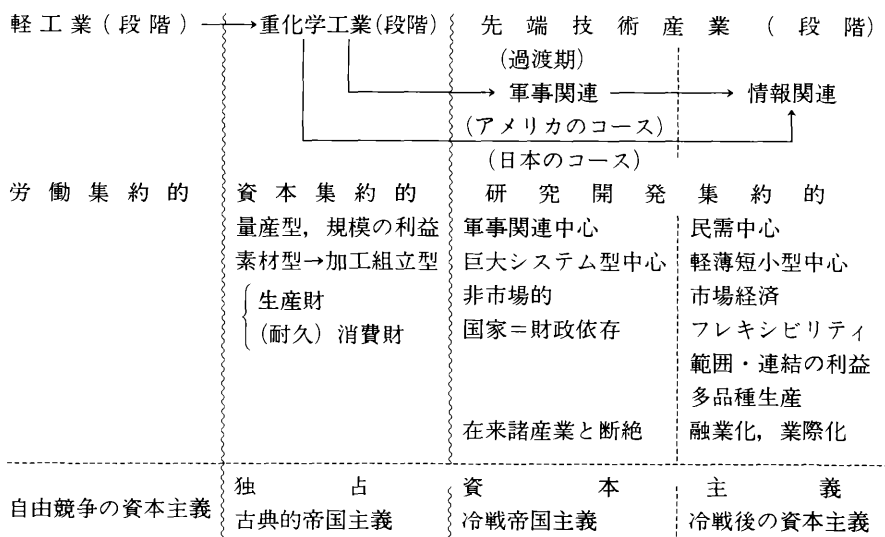 軽工業(段階) → 重化学工業(段階) 先端技術産業(段階)
(過渡期)
軍事関連 → 情報関連
(アメリカのコース)
(日本のコース)
労働集約的 資本集約的 研究開発集約的
量産型,規模の利益 軍事関連中心 民需中心
素材型→加工組立型 巨大システム型中心 軽薄短小型中心
生産財 非市場的 市場経済
(耐久)消費財 国家=財政依存 フレキシビリティ
範囲・連結の利益
多品種生産
在来諸産業と断絶 融業化,業際化
独占資本主義
自由競争の資本主義 古典的帝国主義 冷戦帝国主義 冷戦後の資本主義